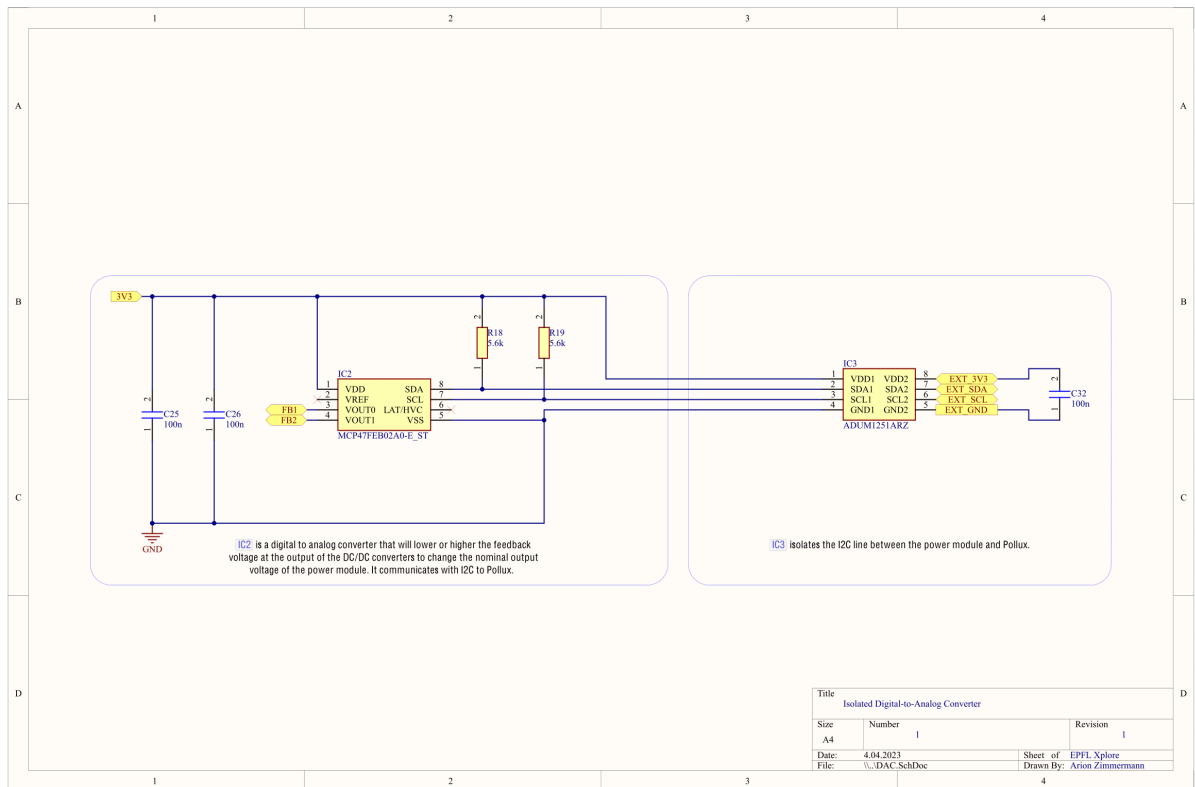 1 2 3 4
A A
B B
3V3
2 2
R18 R19
5.6k 5.6k
1 1
IC2
1 VDD SDA 8
2 VREF SCL 7
FB1 3 VOUT0 LAT/HVC 6
FB2 4 VOUT1 VSS 5
MCP47FEB02A0-E_ST
2 2
C25 C26
100n 100n
1 1
IC3
1 VDD1 VDD2 8 EXT_3V3
2 SDA1 SDA2 7 EXT_SDA
3 SCL1 SCL2 6 EXT_SCL
4 GND1 GND2 5 EXT_GND
ADUM1251ARZ
2
C32
100n
1
C C
GND
IC2 is a digital to analog converter that will lower or higher the feedback
voltage at the output of the DC/DC converters to change the nominal output
voltage of the power module. It communicates with I2C to Pollux.
IC3 isolates the I2C line between the power module and Pollux.
D D
Title
Isolated Digital-to-Analog Converter
Size Number Revision
A4 1 1
Date: 4.04.2023 Sheet of EPFL Xplore
File: \\..\DAC.SchDoc Drawn By: Arion Zimmermann
1 2 3 4